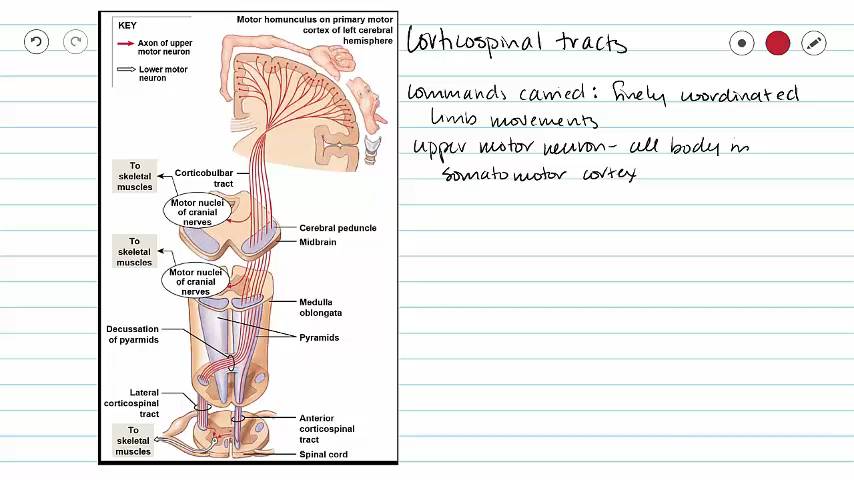 KEY
Axon of upper
motor neuron
Lower motor
neuron
Motor homunculus on primary motor
cortex of left cerebral
hemisphere
To
skeletal
muscles
Corticobulbar
tract
Motor nuclei
of cranial
nerves
Cerebral peduncle
Midbrain
To
skeletal
muscles
Motor nuclei
of cranial
nerves
Medulla
oblongata
Decussation
of pyarmids
Pyramids
Lateral
corticospinal
tract
Anterior
corticospinal
tract
To
skeletal
muscles
Spinal cord
Corticospinal tracts
commands carried: finely coordinated
limb movements
upper motor neuron - cell body in
somatomotor cortex